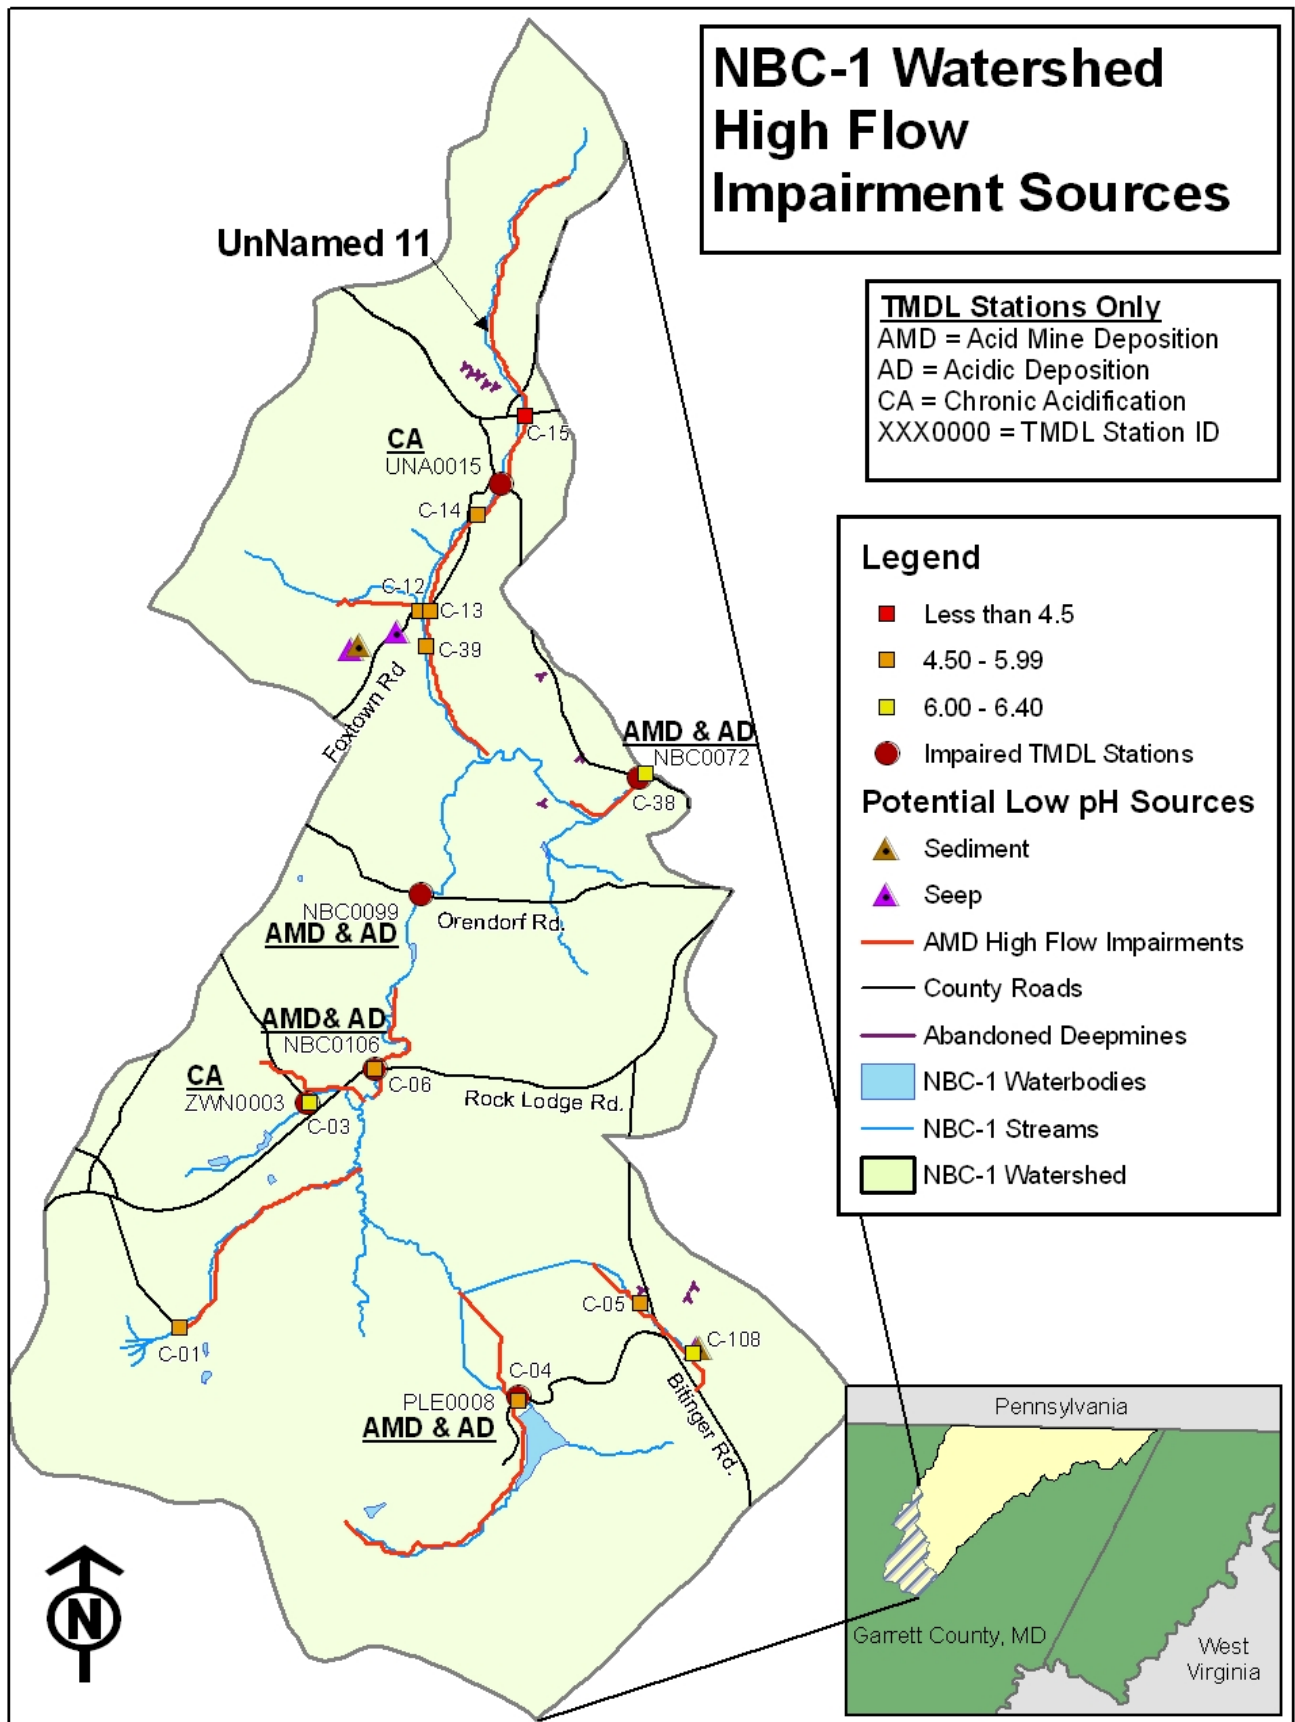 NBC-1 Watershed
High Flow
Impairment Sources
UnNamed 11
TMDL Stations Only
AMD = Acid Mine Deposition
AD = Acidic Deposition
CA = Chronic Acidification
XXX0000 = TMDL Station ID
C-15
CA
UNA0015
C-14
C-12
C-13
C-39
Foxtown Rd
AMD & AD
NBC0072
C-38
NBC0099
AMD & AD
Orendorf Rd.
AMD& AD
NBC0106
C-06
CA
ZWN0003
C-03
Rock Lodge Rd.
C-01
C-05
C-108
C-04
PLE0008
AMD & AD
Bittinger Rd.
Legend
Less than 4.5
4.50 - 5.99
6.00 - 6.40
Impaired TMDL Stations
Potential Low pH Sources
Sediment
Seep
AMD High Flow Impairments
County Roads
Abandoned Deepmines
NBC-1 Waterbodies
NBC-1 Streams
NBC-1 Watershed
N
Pennsylvania
Garrett County, MD
West
Virginia